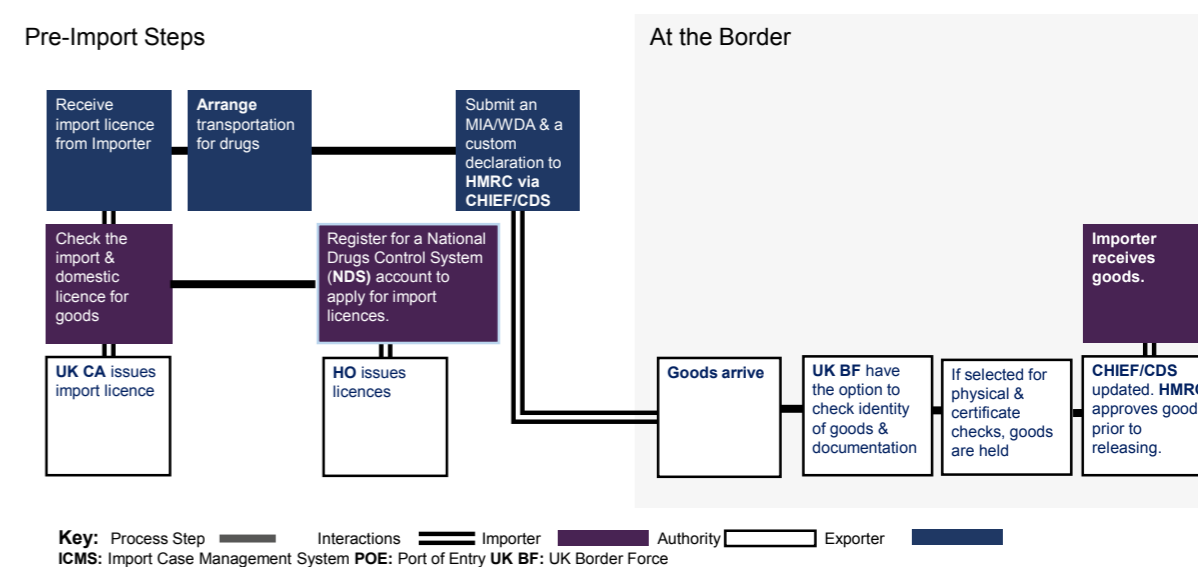 Pre-Import Steps
At the Border
Receive
import licence
from Importer
Arrange
transportation
for drugs
Submit an
MIA/WDA & a
custom
declaration to
HMRC via
CHIEF/CDS
Check the
import &
domestic
licence for
goods
Register for a National
Drugs Control System
(NDS) account to
apply for import
licences.
Importer
receives
goods.
UK CA issues
import licence
HO issues
licences
Goods arrive
UK BF have
the option to
check identity
of goods &
documentation
If selected for
physical &
certificate
checks, goods
are held
CHIEF/CDS
updated. HMRC
approves good
prior to
releasing.
Key: Process Step Interactions Importer Authority Exporter
ICMS: Import Case Management System POE: Port of Entry UK BF: UK Border Force